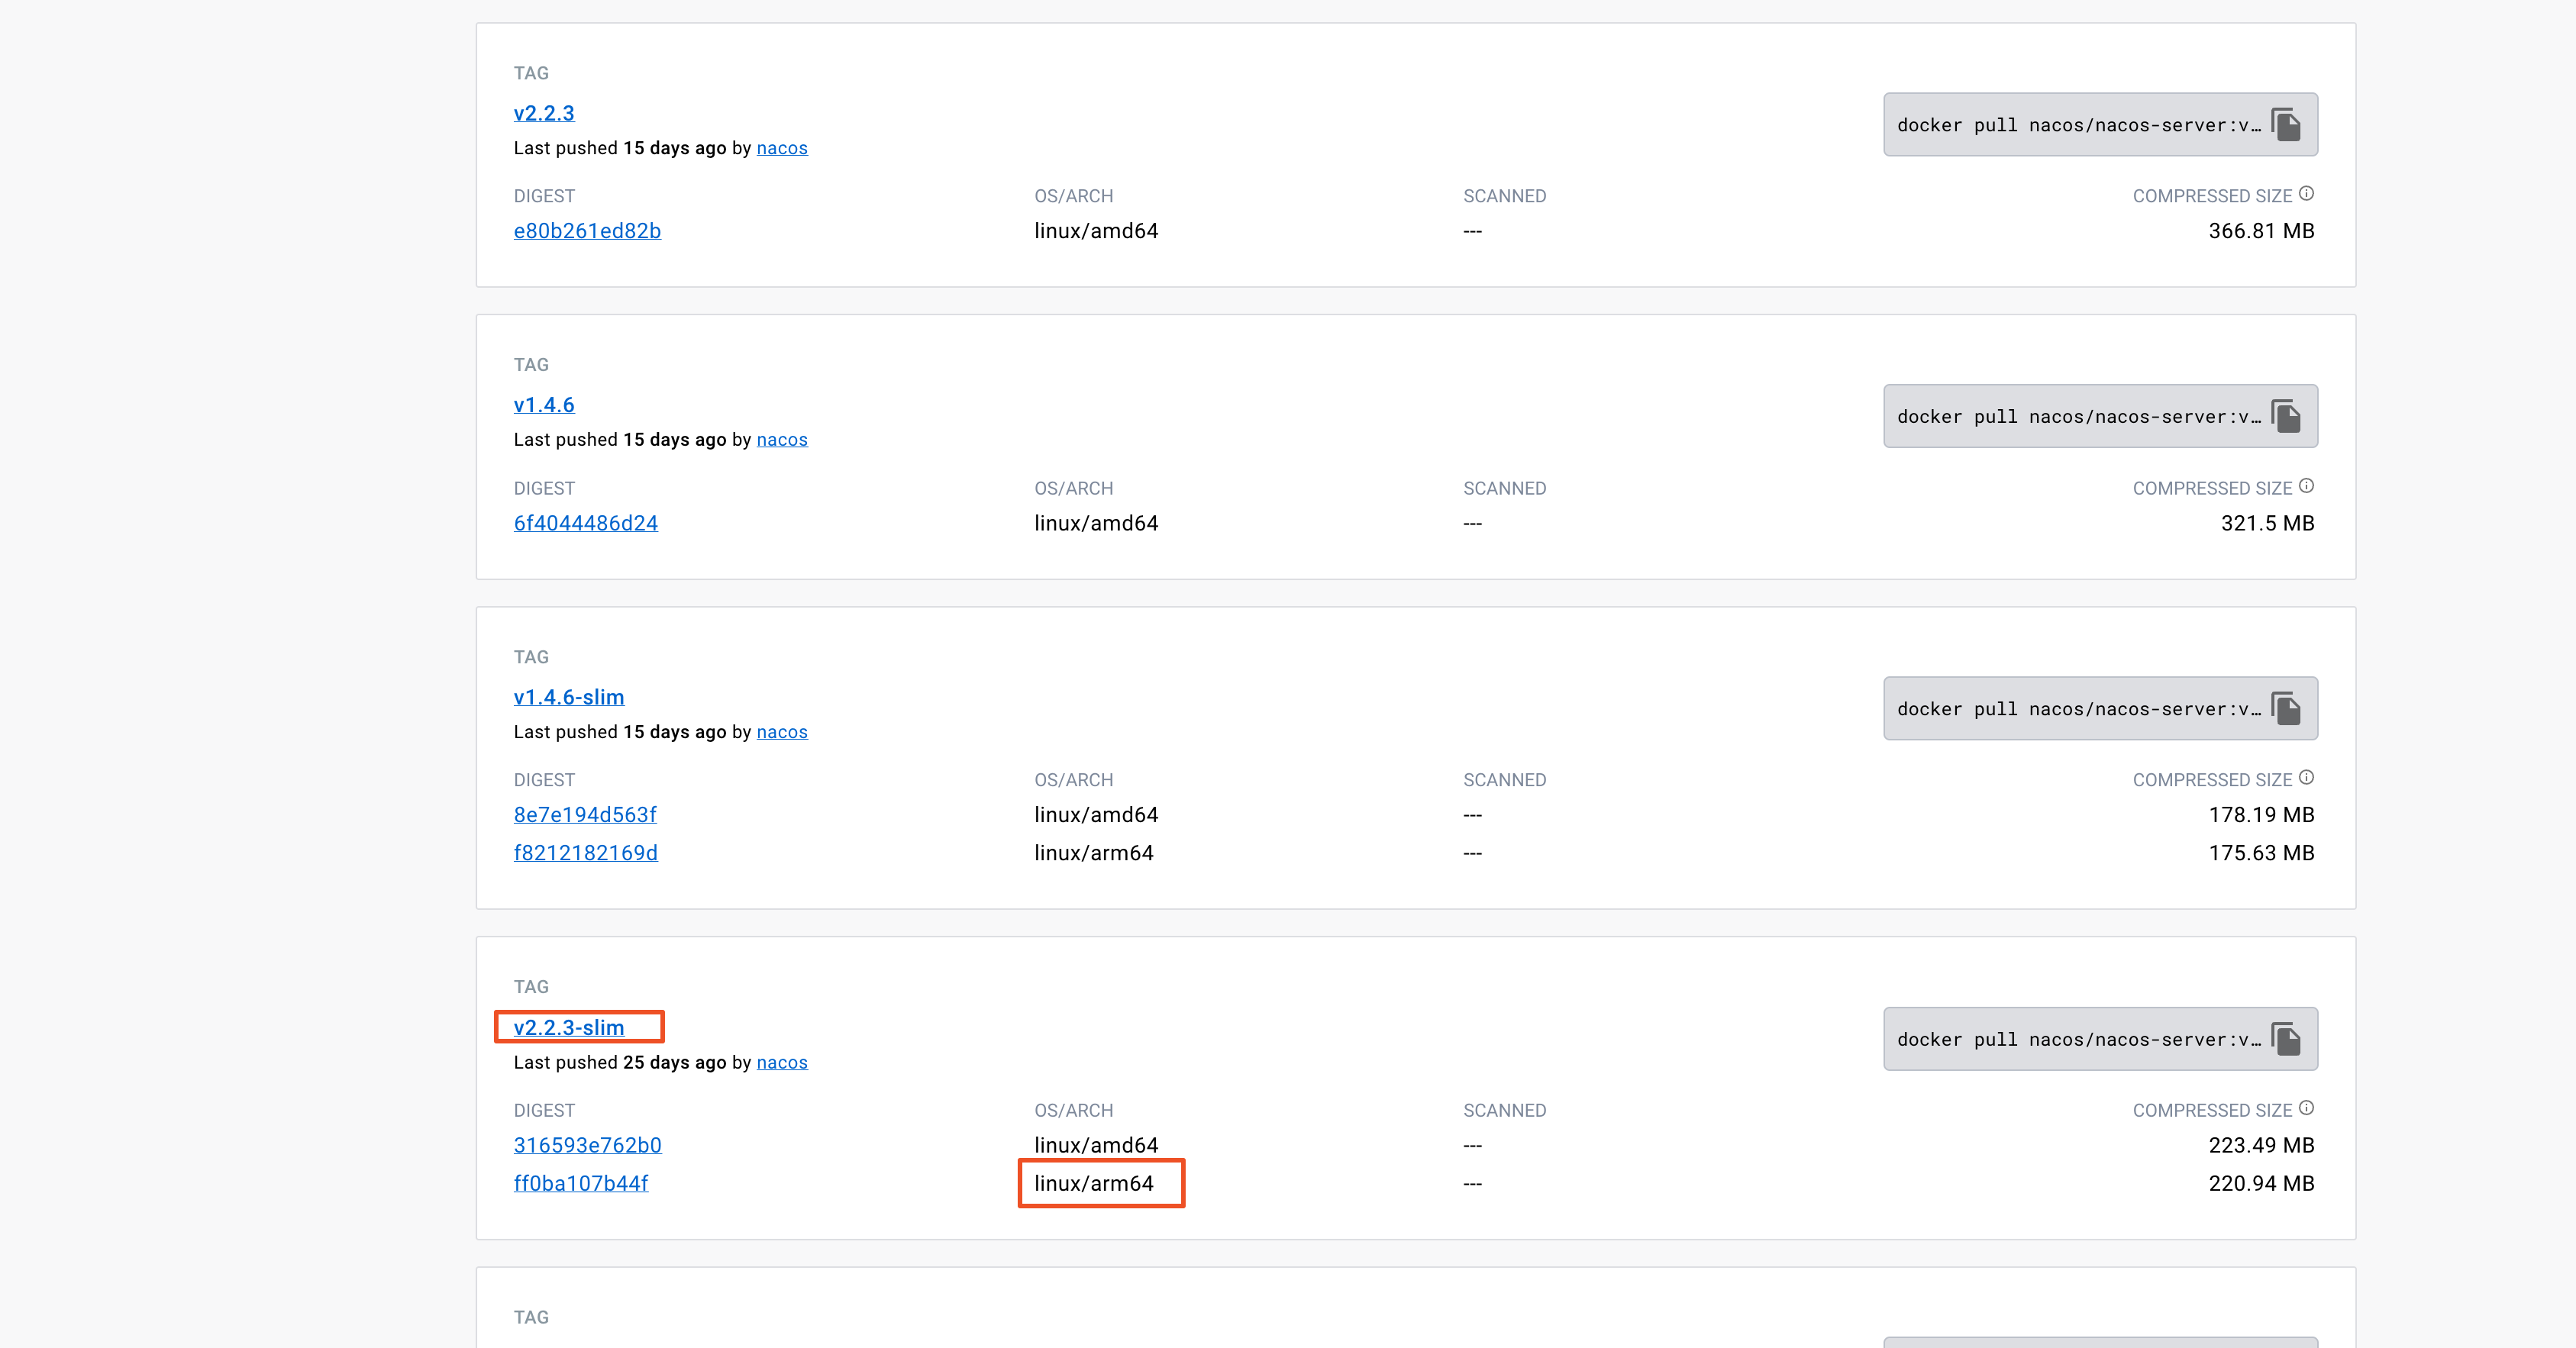 TAG
v2.2.3
docker pull nacos/nacos-server:v...
Last pushed 15 days ago by nacos
DIGEST OS/ARCH SCANNED COMPRESSED SIZE
e80b261ed82b linux/amd64 --- 366.81 MB
TAG
v1.4.6
docker pull nacos/nacos-server:v...
Last pushed 15 days ago by nacos
DIGEST OS/ARCH SCANNED COMPRESSED SIZE
6f4044486d24 linux/amd64 --- 321.5 MB
TAG
v1.4.6-slim
docker pull nacos/nacos-server:v...
Last pushed 15 days ago by nacos
DIGEST OS/ARCH SCANNED COMPRESSED SIZE
8e7e194d563f linux/amd64 --- 178.19 MB
f8212182169d linux/arm64 --- 175.63 MB
TAG
v2.2.3-slim
docker pull nacos/nacos-server:v...
Last pushed 25 days ago by nacos
DIGEST OS/ARCH SCANNED COMPRESSED SIZE
316593e762b0 linux/amd64 --- 223.49 MB
ff0ba107b44f linux/arm64 --- 220.94 MB
TAG